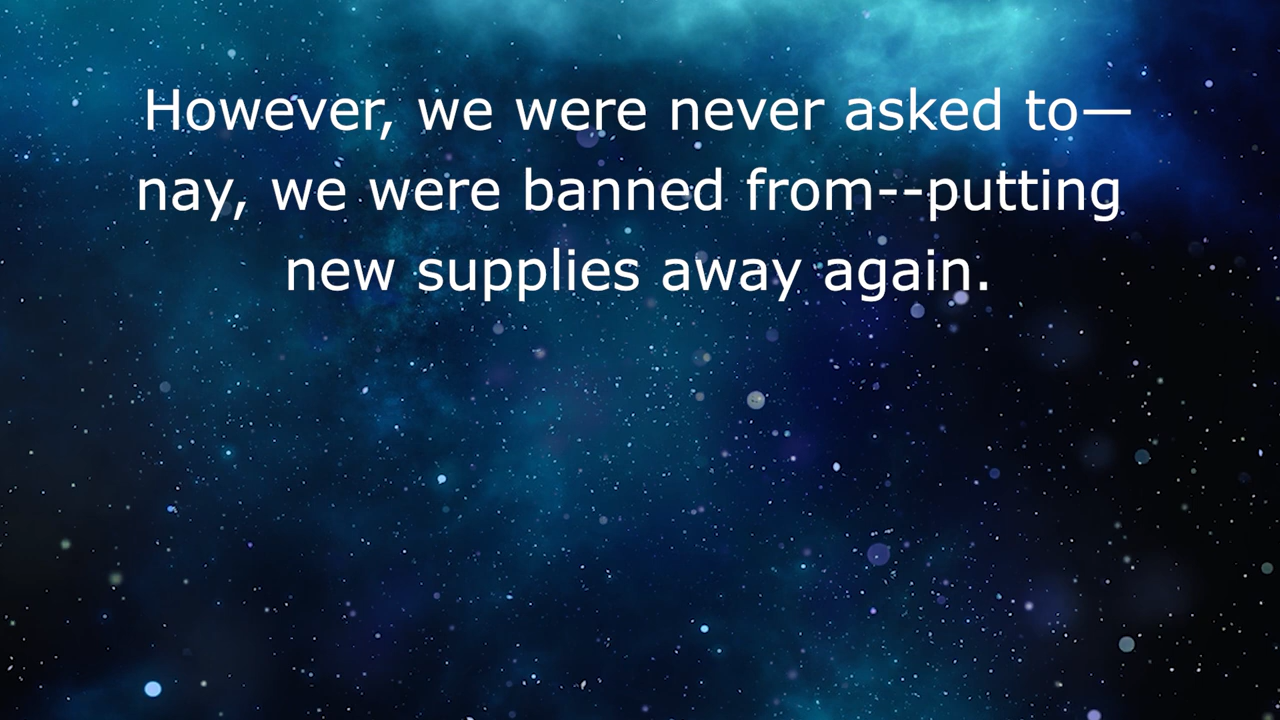 However, we were never asked to—
nay, we were banned from--putting
new supplies away again.